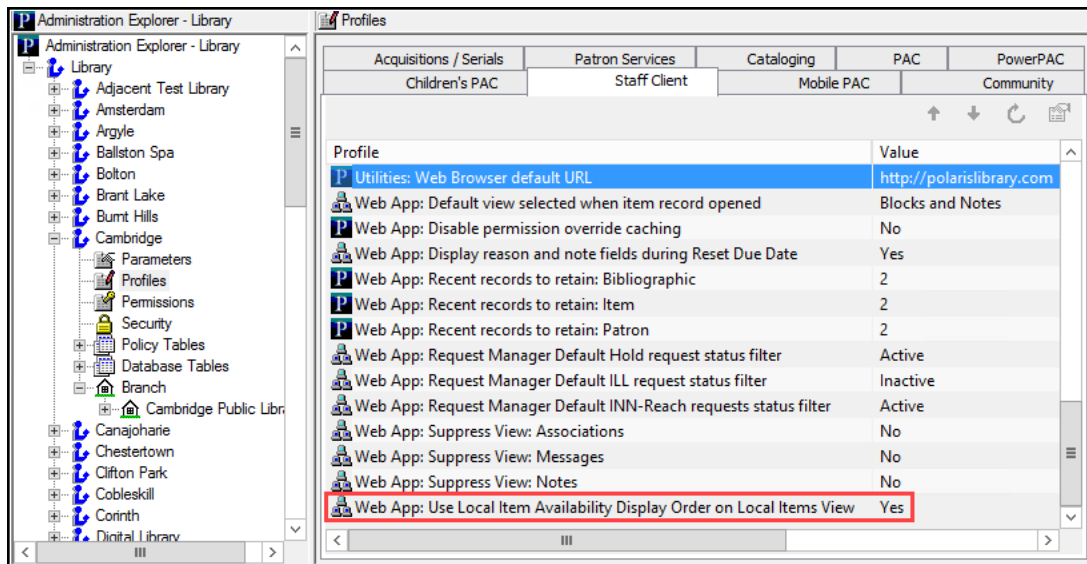 Administration Explorer - Library
Administration Explorer - Library
Library
Adjacent Test Library
Amsterdam
Argyle
Ballston Spa
Bolton
Brant Lake
Burnt Hills
Cambridge
Parameters
Profiles
Permissions
Security
Policy Tables
Database Tables
Branch
Cambridge Public Libr
Canajoharie
Chestertown
Clifton Park
Cobleskill
Corinth
Digital Library
Profiles
Acquisitions / Serials Patron Services Cataloging PAC PowerPAC
Children's PAC Staff Client Mobile PAC Community
Profile Value
Utilities: Web Browser default URL http://polarislibrary.com
Web App: Default view selected when item record opened Blocks and Notes
Web App: Disable permission override caching No
Web App: Display reason and note fields during Reset Due Date Yes
Web App: Recent records to retain: Bibliographic 2
Web App: Recent records to retain: Item 2
Web App: Recent records to retain: Patron 2
Web App: Request Manager Default Hold request status filter Active
Web App: Request Manager Default ILL request status filter Inactive
Web App: Request Manager Default INN-Reach requests status filter Active
Web App: Suppress View: Associations No
Web App: Suppress View: Messages No
Web App: Suppress View: Notes No
Web App: Use Local Item Availability Display Order on Local Items View Yes